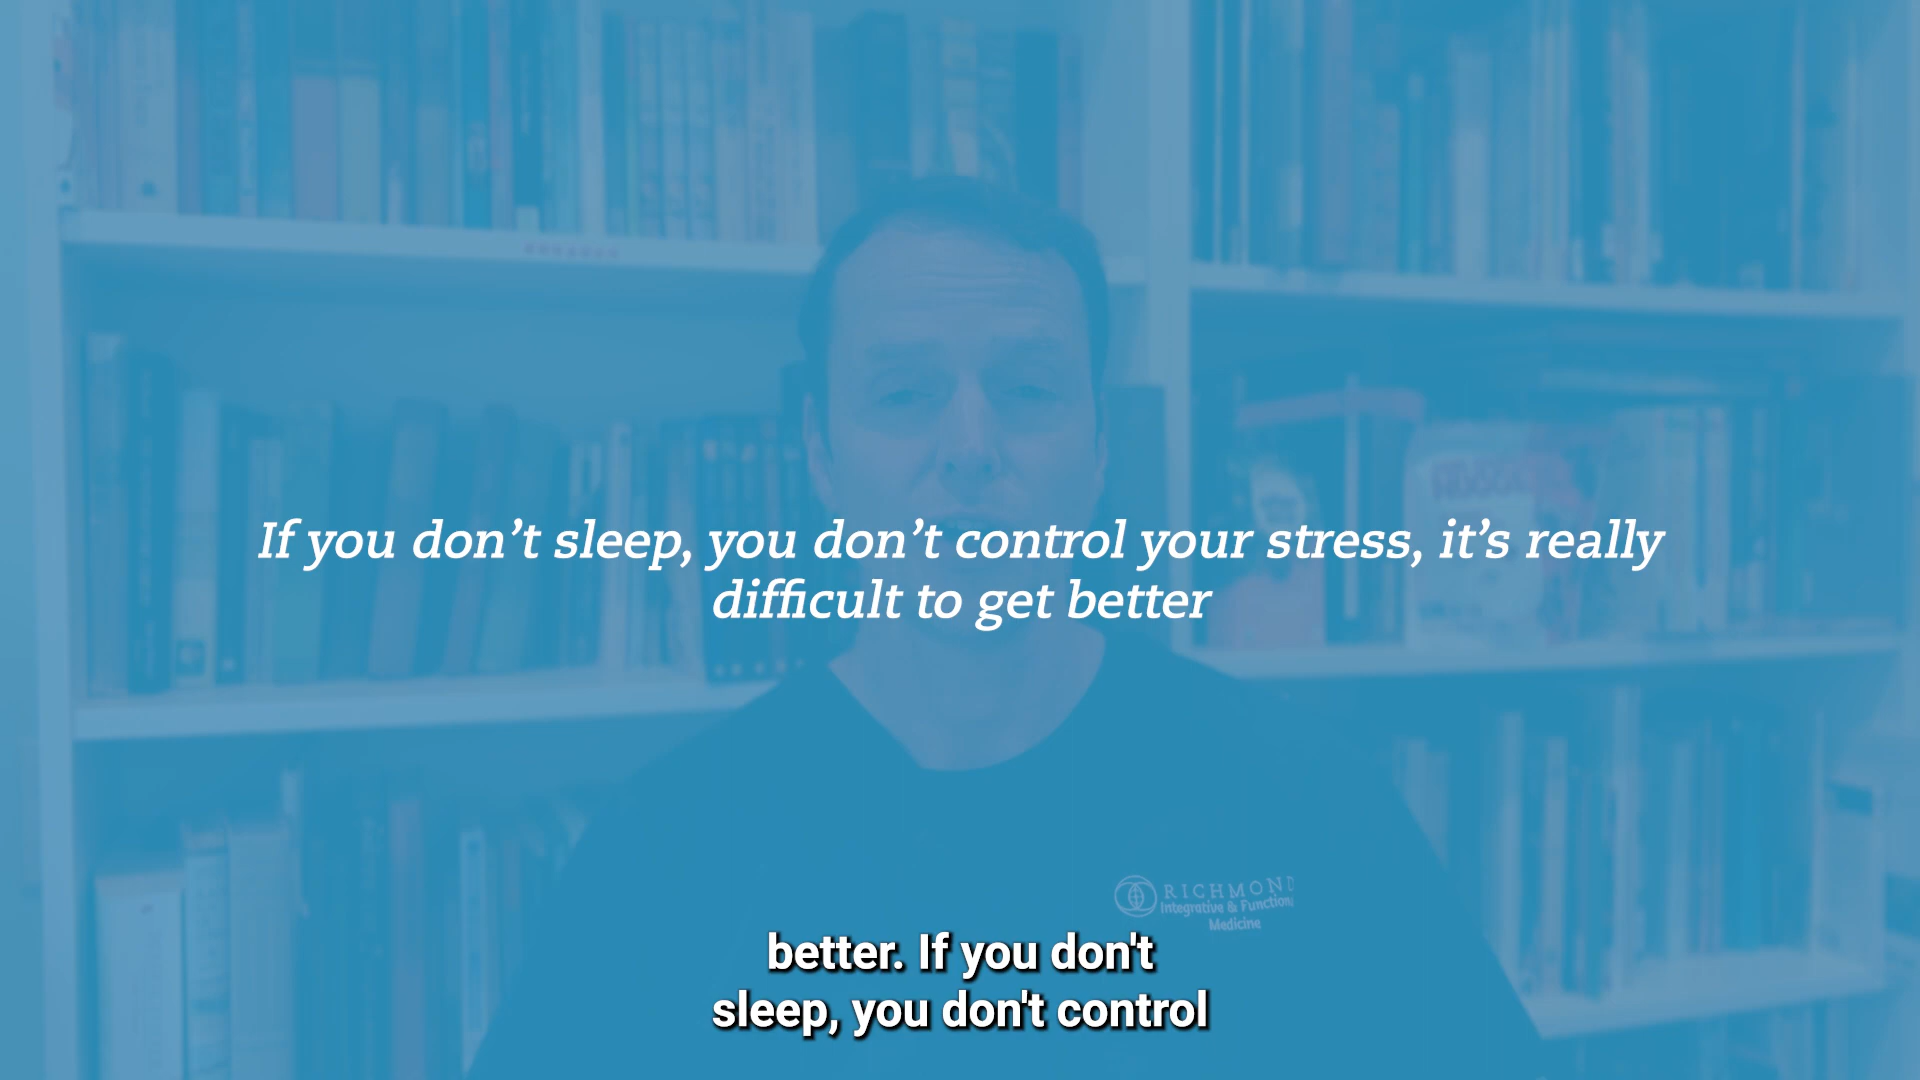 If you don’t sleep, you don’t control your stress, it’s really
difficult to get better
RICHMOND
Integrative & Function
Medicine
better. If you don't
sleep, you don't control